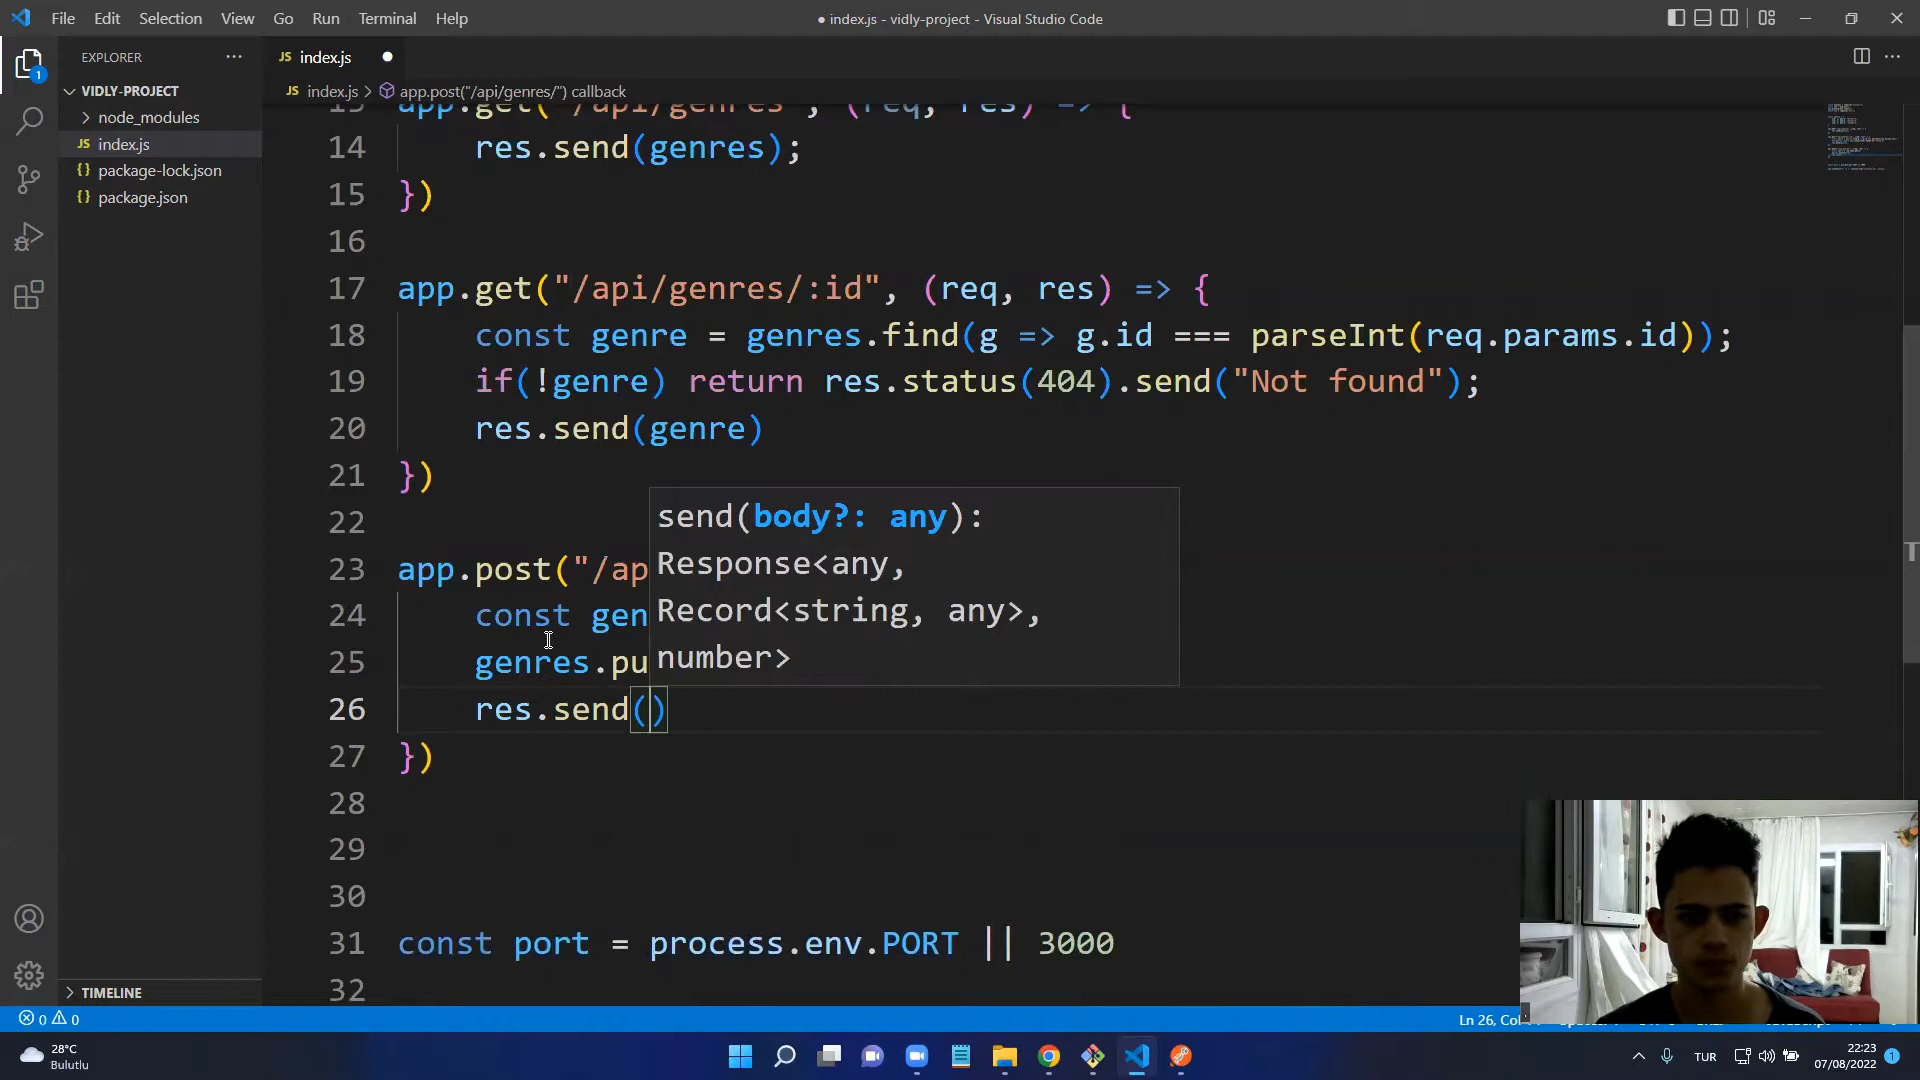 File Edit Selection View Go Run Terminal Help
● index.js - vidly-project - Visual Studio Code
EXPLORER
1
VIDLY-PROJECT
node_modules
JS index.js
{} package-lock.json
{} package.json
TIMELINE
JS index.js
JS index.js > app.post("/api/genres/") callback
app.get("/api/genres", (req, res) => {
14 res.send(genres);
15 })
16
17 app.get("/api/genres/:id", (req, res) => {
18 const genre = genres.find(g => g.id === parseInt(req.params.id));
19 if(!genre) return res.status(404).send("Not found");
20 res.send(genre)
21 })
22
23 app.post("/ap
24 const gen
25 genres.pu
26 res.send()
27 })
28
29
30
31 const port = process.env.PORT || 3000
32
send(body?: any):
Response<any,
Record<string, any>,
number>
0 0
Ln 26, Col
28°C
Bulutlu
TUR
22:23
07/08/2022
1